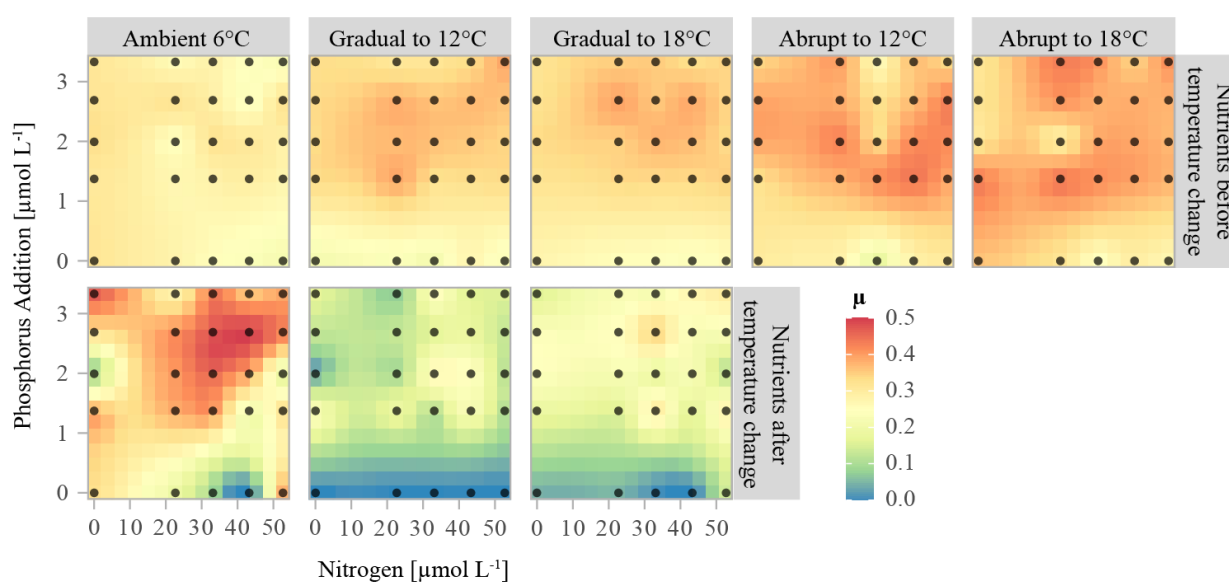 Ambient 6°C
Gradual to 12°C
Gradual to 18°C
Abrupt to 12°C
Abrupt to 18°C
Nutrients before
temperature change
3
2
1
0
Phosphorus Addition [µmol L-1]
3
2
1
0
Nutrients after
temperature change
0 10 20 30 40 50
0 10 20 30 40 50
0 10 20 30 40 50
Nitrogen [µmol L-1]
µ
0.5
0.4
0.3
0.2
0.1
0.0